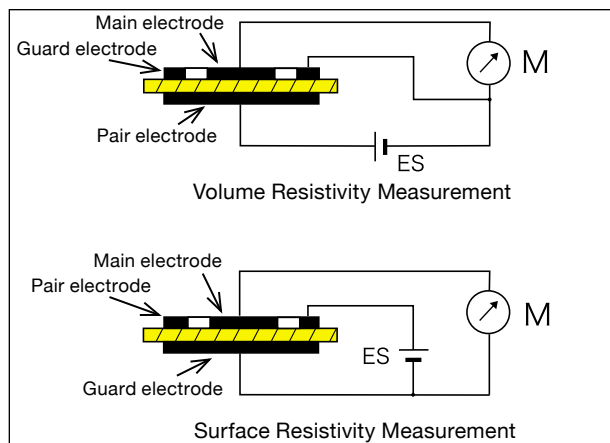 Main electrode
Guard electrode
M
Pair electrode
ES
Volume Resistivity Measurement
Main electrode
Pair electrode
M
ES
Guard electrode
Surface Resistivity Measurement